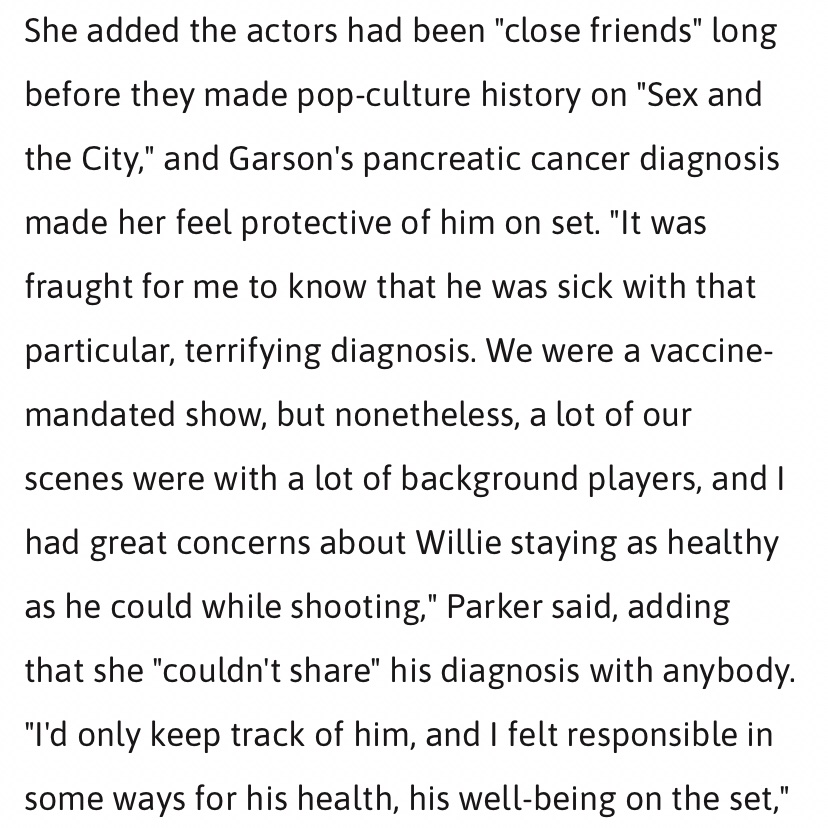 She added the actors had been "close friends" long
before they made pop-culture history on "Sex and
the City," and Garson's pancreatic cancer diagnosis
made her feel protective of him on set. "It was
fraught for me to know that he was sick with that
particular, terrifying diagnosis. We were a vaccine-
mandated show, but nonetheless, a lot of our
scenes were with a lot of background players, and I
had great concerns about Willie staying as healthy
as he could while shooting," Parker said, adding
that she "couldn't share" his diagnosis with anybody.
"I'd only keep track of him, and I felt responsible in
some ways for his health, his well-being on the set,"